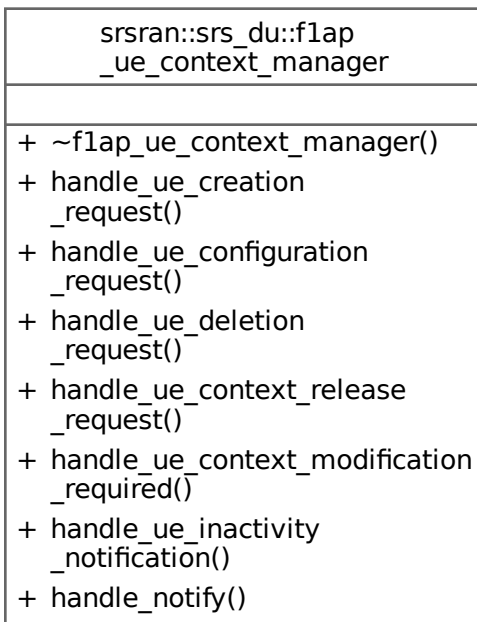 srsran::srs_du::f1ap
_ue_context_manager
+ ~f1ap_ue_context_manager()
+ handle_ue_creation
_request()
+ handle_ue_configuration
_request()
+ handle_ue_deletion
_request()
+ handle_ue_context_release
_request()
+ handle_ue_context_modification
_required()
+ handle_ue_inactivity
_notification()
+ handle_notify()